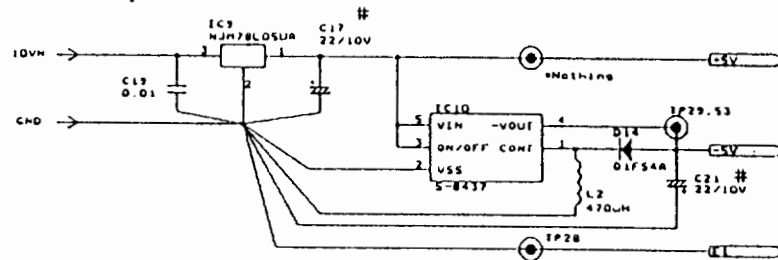 #
IC9
NJM78L05UA
C17
22/10V
10VN
3
1
2
C19
0.01
GND
*Nothing
+5V
IC10
TP29.53
5 VIN
-VOUT 4
D14
3 ON/OFF
CONT 1
-5V
2 VSS
D1FS4A
C21 #
22/10V
S-8437
L2
470uH
TP28